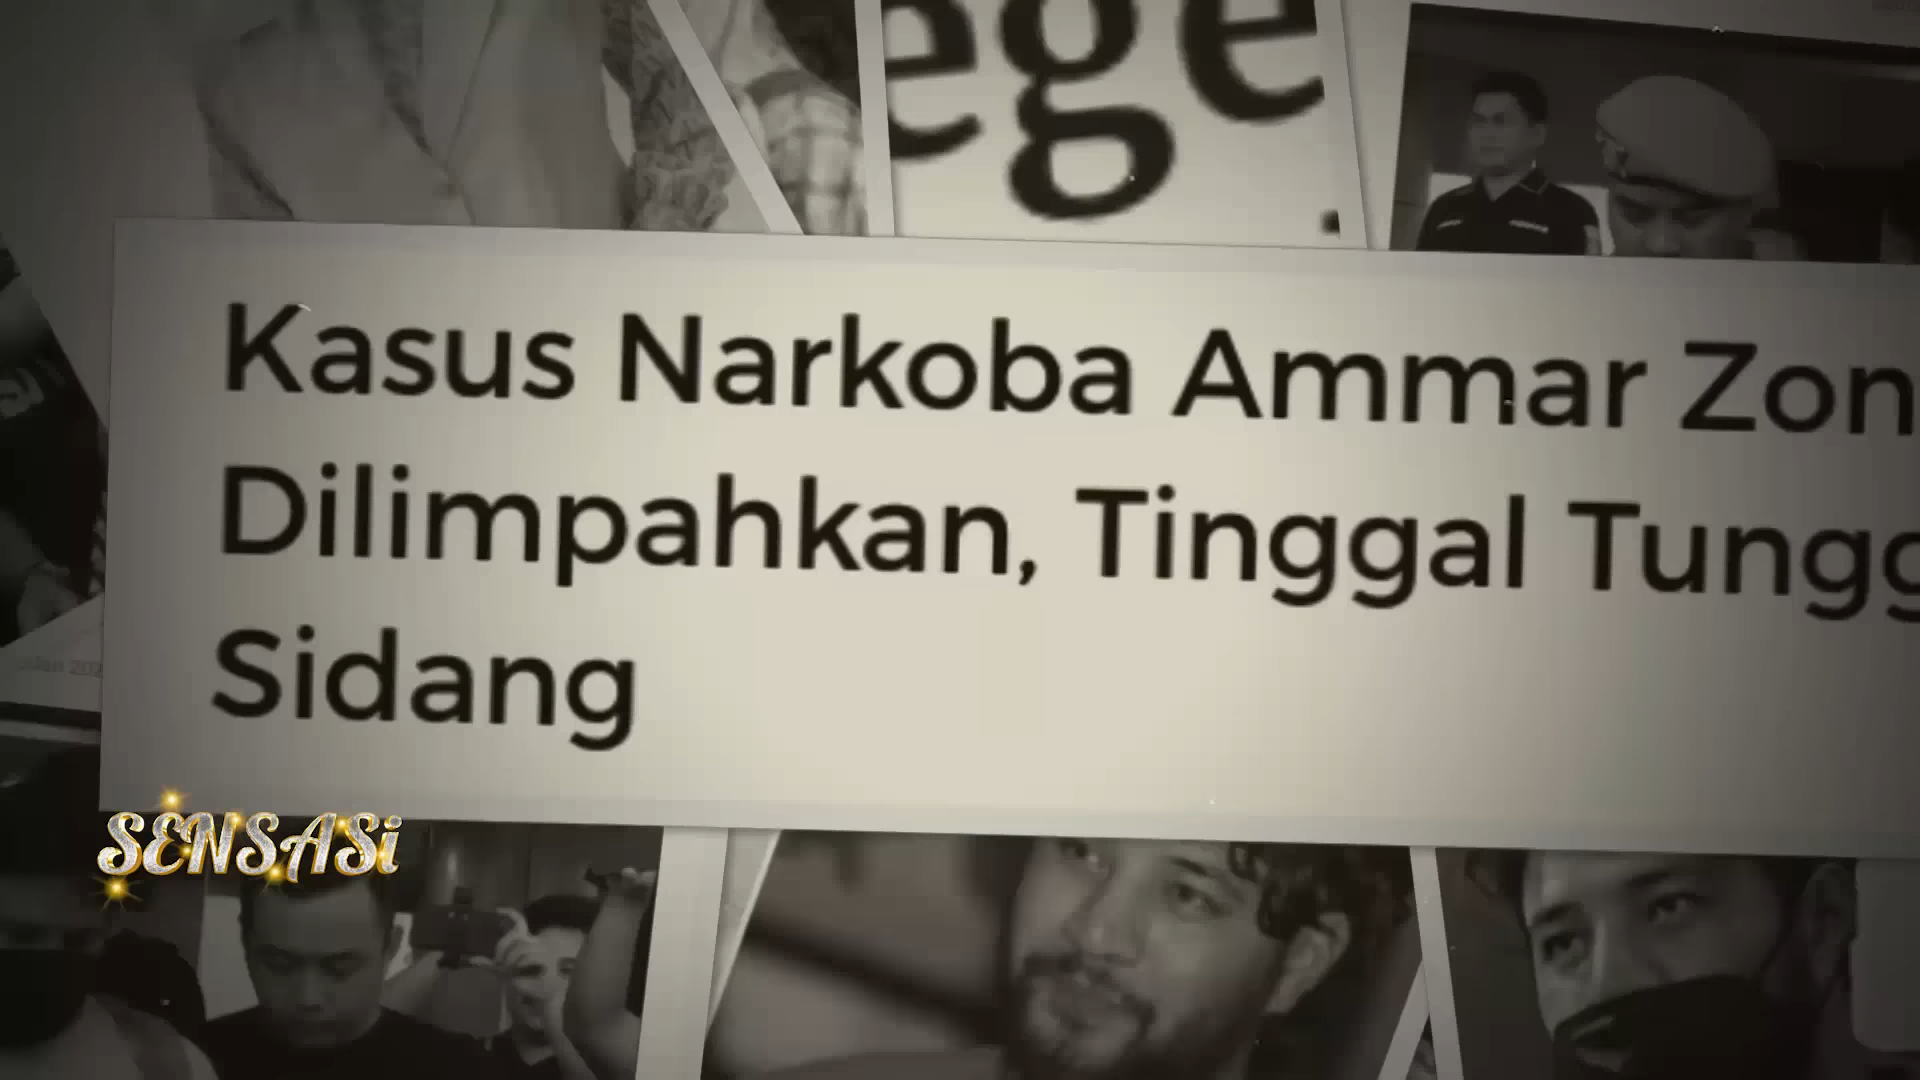 ege
Kasus Narkoba Ammar Zon
Dilimpahkan, Tinggal Tungg
Sidang
SENSASi